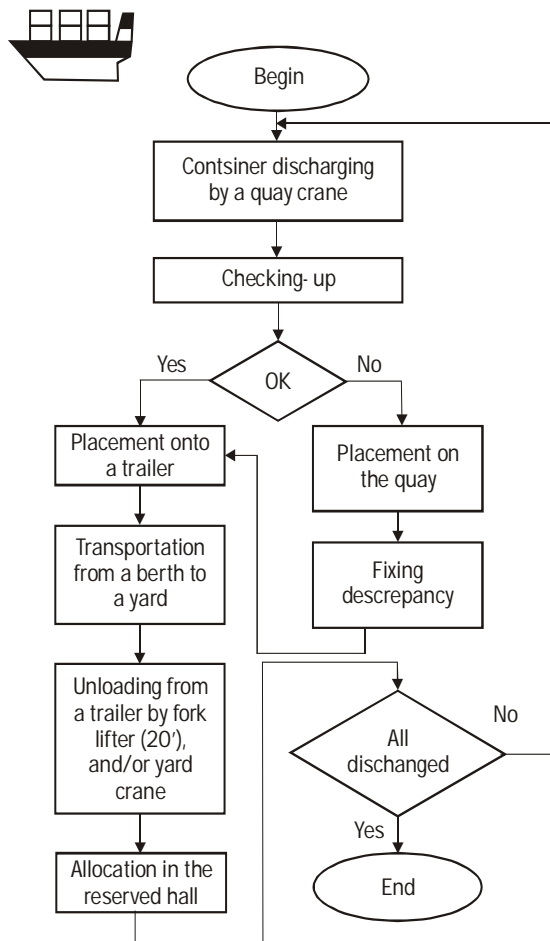 Begin
Contsiner discharging
by a quay crane
Checking- up
Yes
OK
No
Placement onto
a trailer
Placement on
the quay
Transportation
from a berth to
a yard
Fixing
descrepancy
Unloading from
a trailer by fork
lifter (20'),
and/or yard
crane
All
dischanged
No
Yes
Allocation in the
reserved hall
End